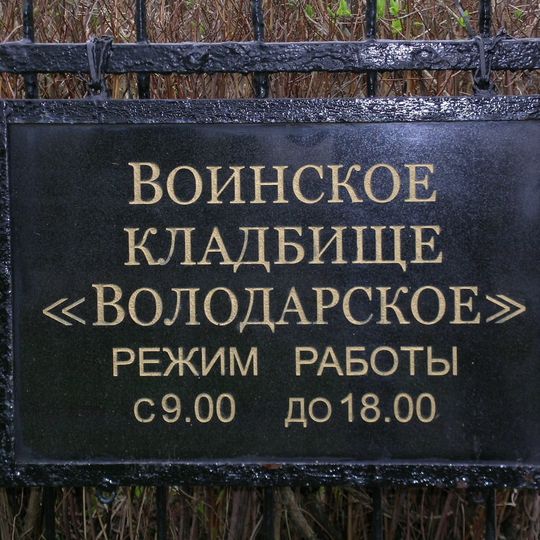 Воинское
кладбище
«Володарское»
РЕЖИМ РАБОТЫ
С 9.00 ДО 18.00